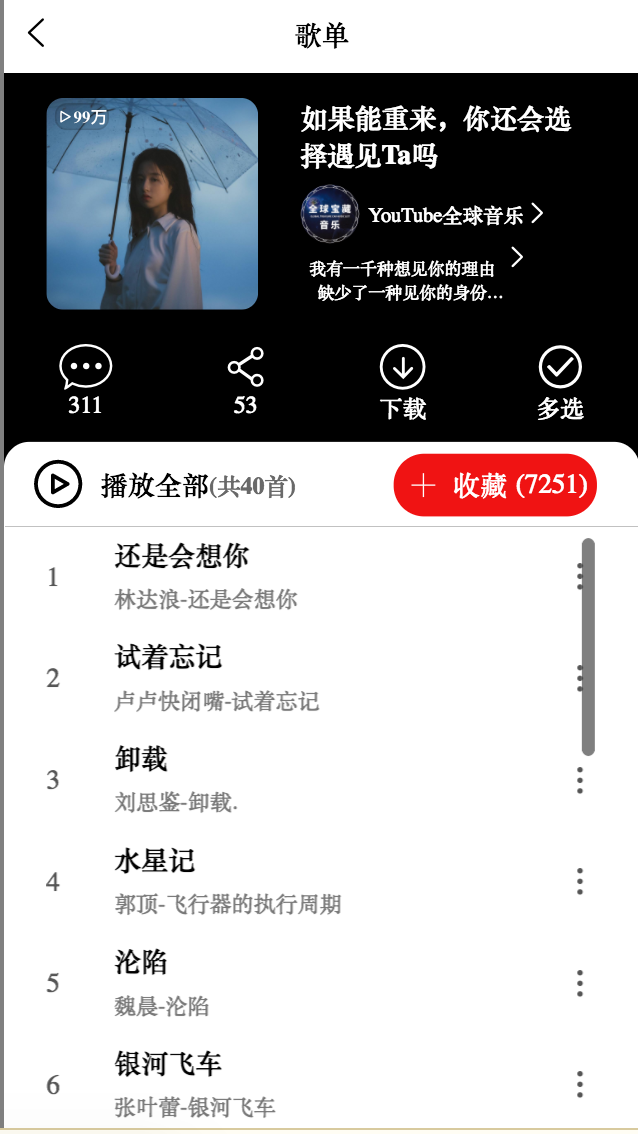 歌单
99万
如果能重来，你还会选
择遇见Ta吗
全球宝藏
音乐
YouTube全球音乐
我有一千种想见你的理由
缺少了一种见你的身份...
311
53
下载
多选
播放全部(共40首)
收藏 (7251)
1
还是会想你
林达浪-还是会想你
2
试着忘记
卢卢快闭嘴-试着忘记
3
卸载
刘思鉴-卸载.
4
水星记
郭顶-飞行器的执行周期
5
沦陷
魏晨-沦陷
6
银河飞车
张叶蕾-银河飞车